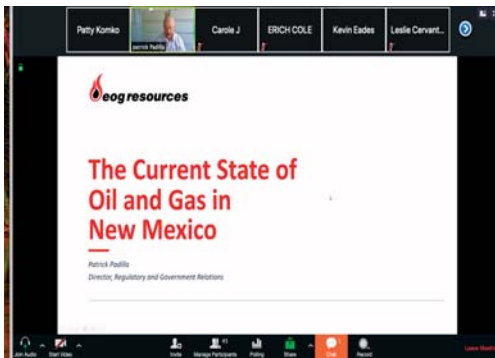 Patty Komko
patrick Padilla
Carole J
ERICH COLE
Kevin Eades
Leslie Cervant...
eog resources
The Current State of
Oil and Gas in
New Mexico
Patrick Padilla
Director, Regulatory and Government Relations
Join Audio
Start Video
Invite
Manage Participants
Polling
Share
Chat
Record
Leave Meeting